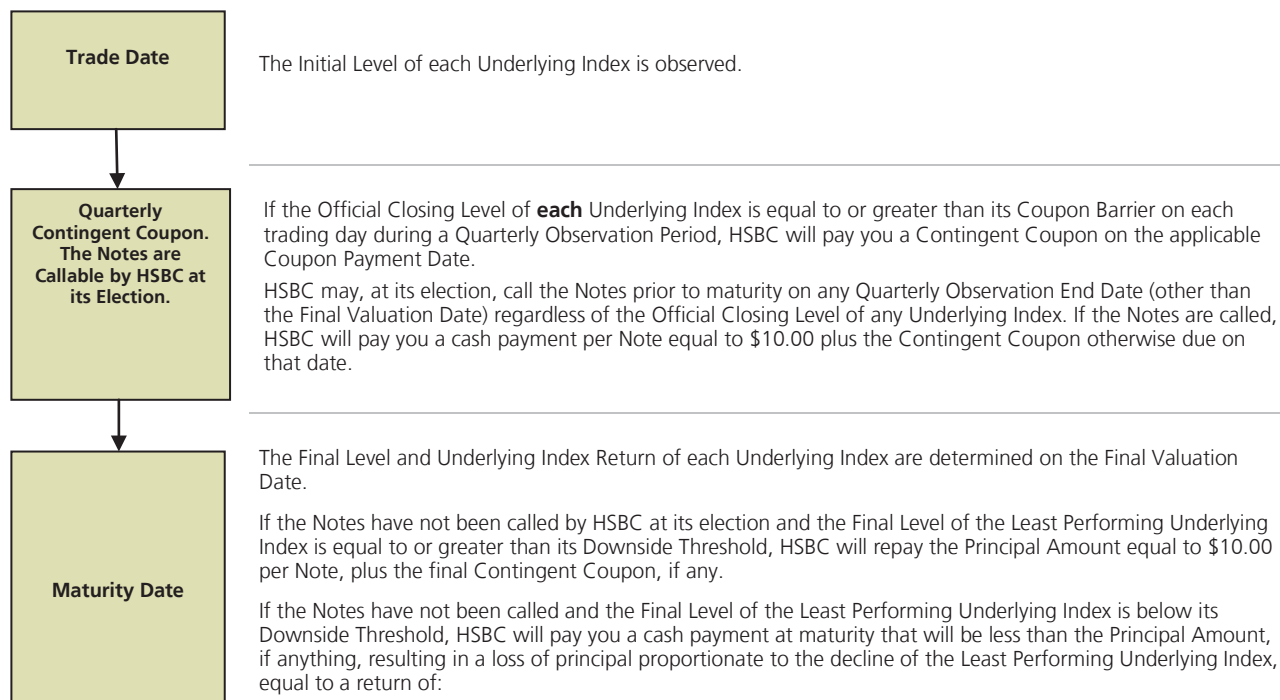 Trade Date
The Initial Level of each Underlying Index is observed.
Quarterly
Contingent Coupon.
The Notes are
Callable by HSBC at
its Election.
If the Official Closing Level of each Underlying Index is equal to or greater than its Coupon Barrier on each
trading day during a Quarterly Observation Period, HSBC will pay you a Contingent Coupon on the applicable
Coupon Payment Date.
HSBC may, at its election, call the Notes prior to maturity on any Quarterly Observation End Date (other than
the Final Valuation Date) regardless of the Official Closing Level of any Underlying Index. If the Notes are called,
HSBC will pay you a cash payment per Note equal to $10.00 plus the Contingent Coupon otherwise due on
that date.
Maturity Date
The Final Level and Underlying Index Return of each Underlying Index are determined on the Final Valuation
Date.
If the Notes have not been called by HSBC at its election and the Final Level of the Least Performing Underlying
Index is equal to or greater than its Downside Threshold, HSBC will repay the Principal Amount equal to $10.00
per Note, plus the final Contingent Coupon, if any.
If the Notes have not been called and the Final Level of the Least Performing Underlying Index is below its
Downside Threshold, HSBC will pay you a cash payment at maturity that will be less than the Principal Amount,
if anything, resulting in a loss of principal proportionate to the decline of the Least Performing Underlying Index,
equal to a return of: